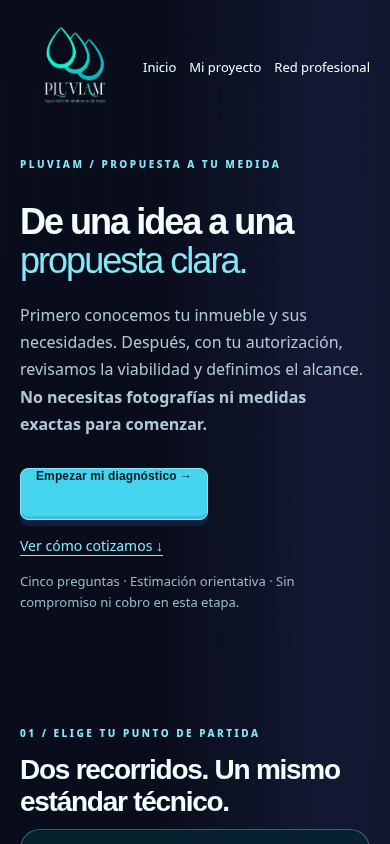 PLUVIAM
Inicio Mi proyecto Red profesional
PLUVIAM / PROPUESTA A TU MEDIDA
De una idea a una
propuesta clara.
Primero conocemos tu inmueble y sus
necesidades. Después, con tu autorización,
revisamos la viabilidad y definimos el alcance.
No necesitas fotografías ni medidas
exactas para comenzar.
Empezar mi diagnóstico →
Ver cómo cotizamos ↓
Cinco preguntas · Estimación orientativa · Sin
compromiso ni cobro en esta etapa.
01 / ELIGE TU PUNTO DE PARTIDA
Dos recorridos. Un mismo
estándar técnico.